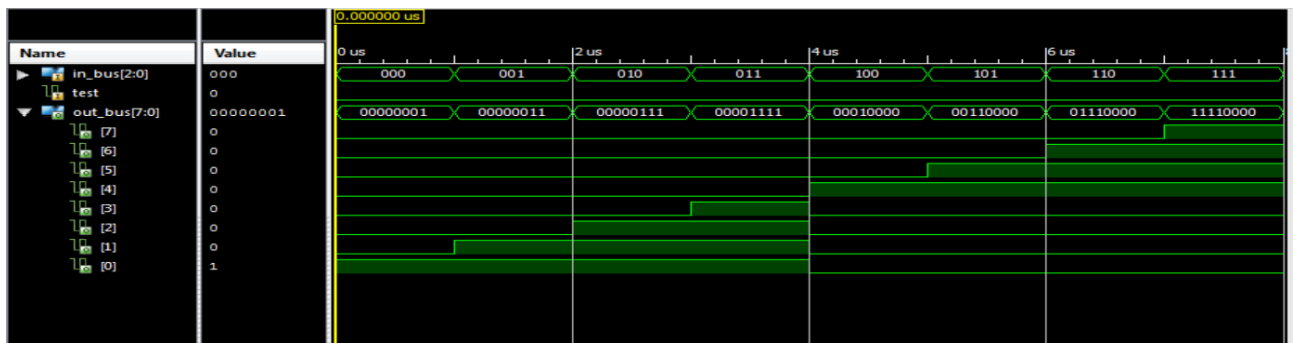 0.000000 us
Name Value 0 us 2 us 4 us 6 us
in_bus[2:0] 000 000 001 010 011 100 101 110 111
test 0
out_bus[7:0] 00000001 00000001 00000011 00000111 00001111 00010000 00110000 01110000 11110000
[7] 0
[6] 0
[5] 0
[4] 0
[3] 0
[2] 0
[1] 0
[0] 1